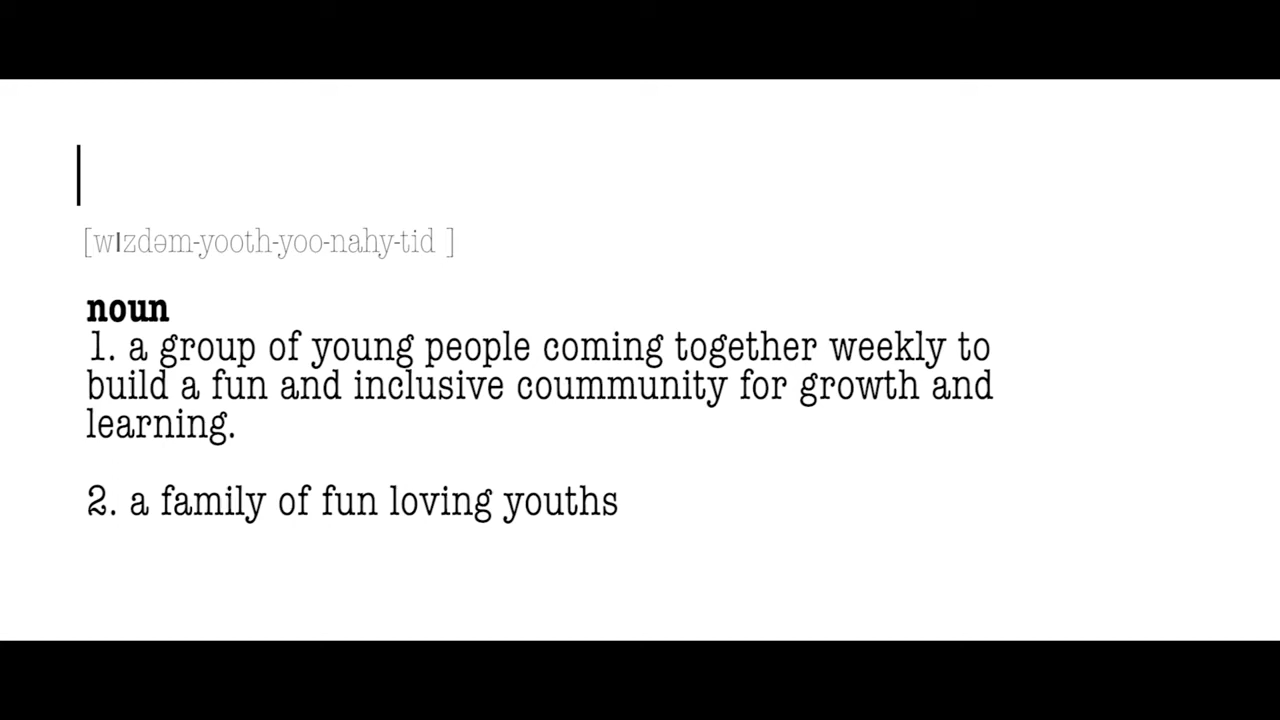 [wIzdəm-yooth-yoo-nahy-tid ]
noun
1. a group of young people coming together weekly to
build a fun and inclusive coummunity for growth and
learning.
2. a family of fun loving youths